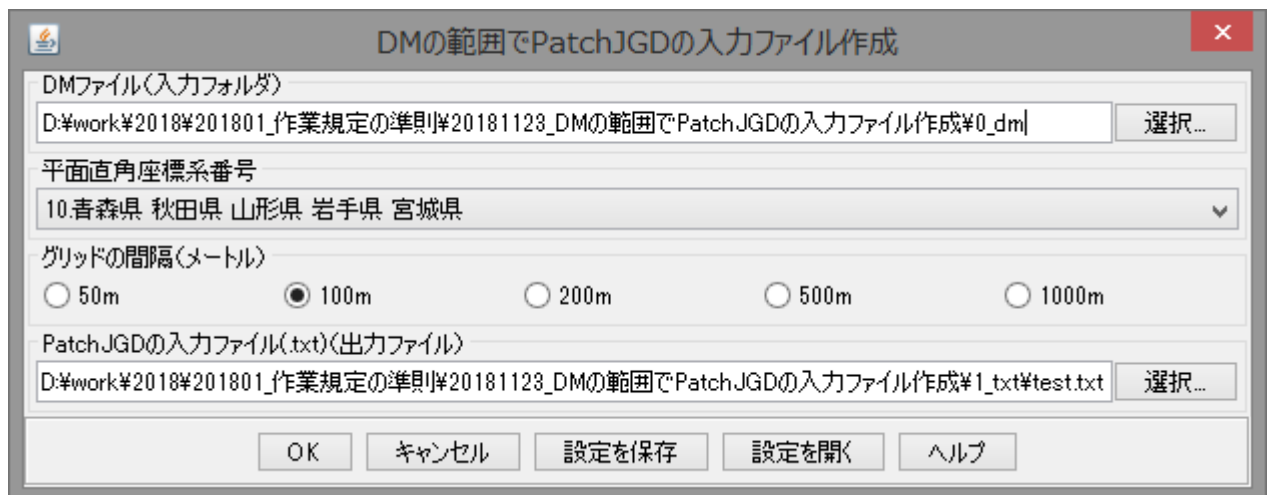 DMの範囲でPatchJGDの入力ファイル作成
DMファイル(入力フォルダ)
D:¥work¥2018¥201801_作業規定の準則¥20181123_DMの範囲でPatchJGDの入力ファイル作成¥0_dm
選択...
平面直角座標系番号
10.青森県 秋田県 山形県 岩手県 宮城県
グリッドの間隔(メートル)
50m 100m 200m 500m 1000m
PatchJGDの入力ファイル(.txt)(出力ファイル)
D:¥work¥2018¥201801_作業規定の準則¥20181123_DMの範囲でPatchJGDの入力ファイル作成¥1_txt¥test.txt
選択...
OK キャンセル 設定を保存 設定を開く ヘルプ